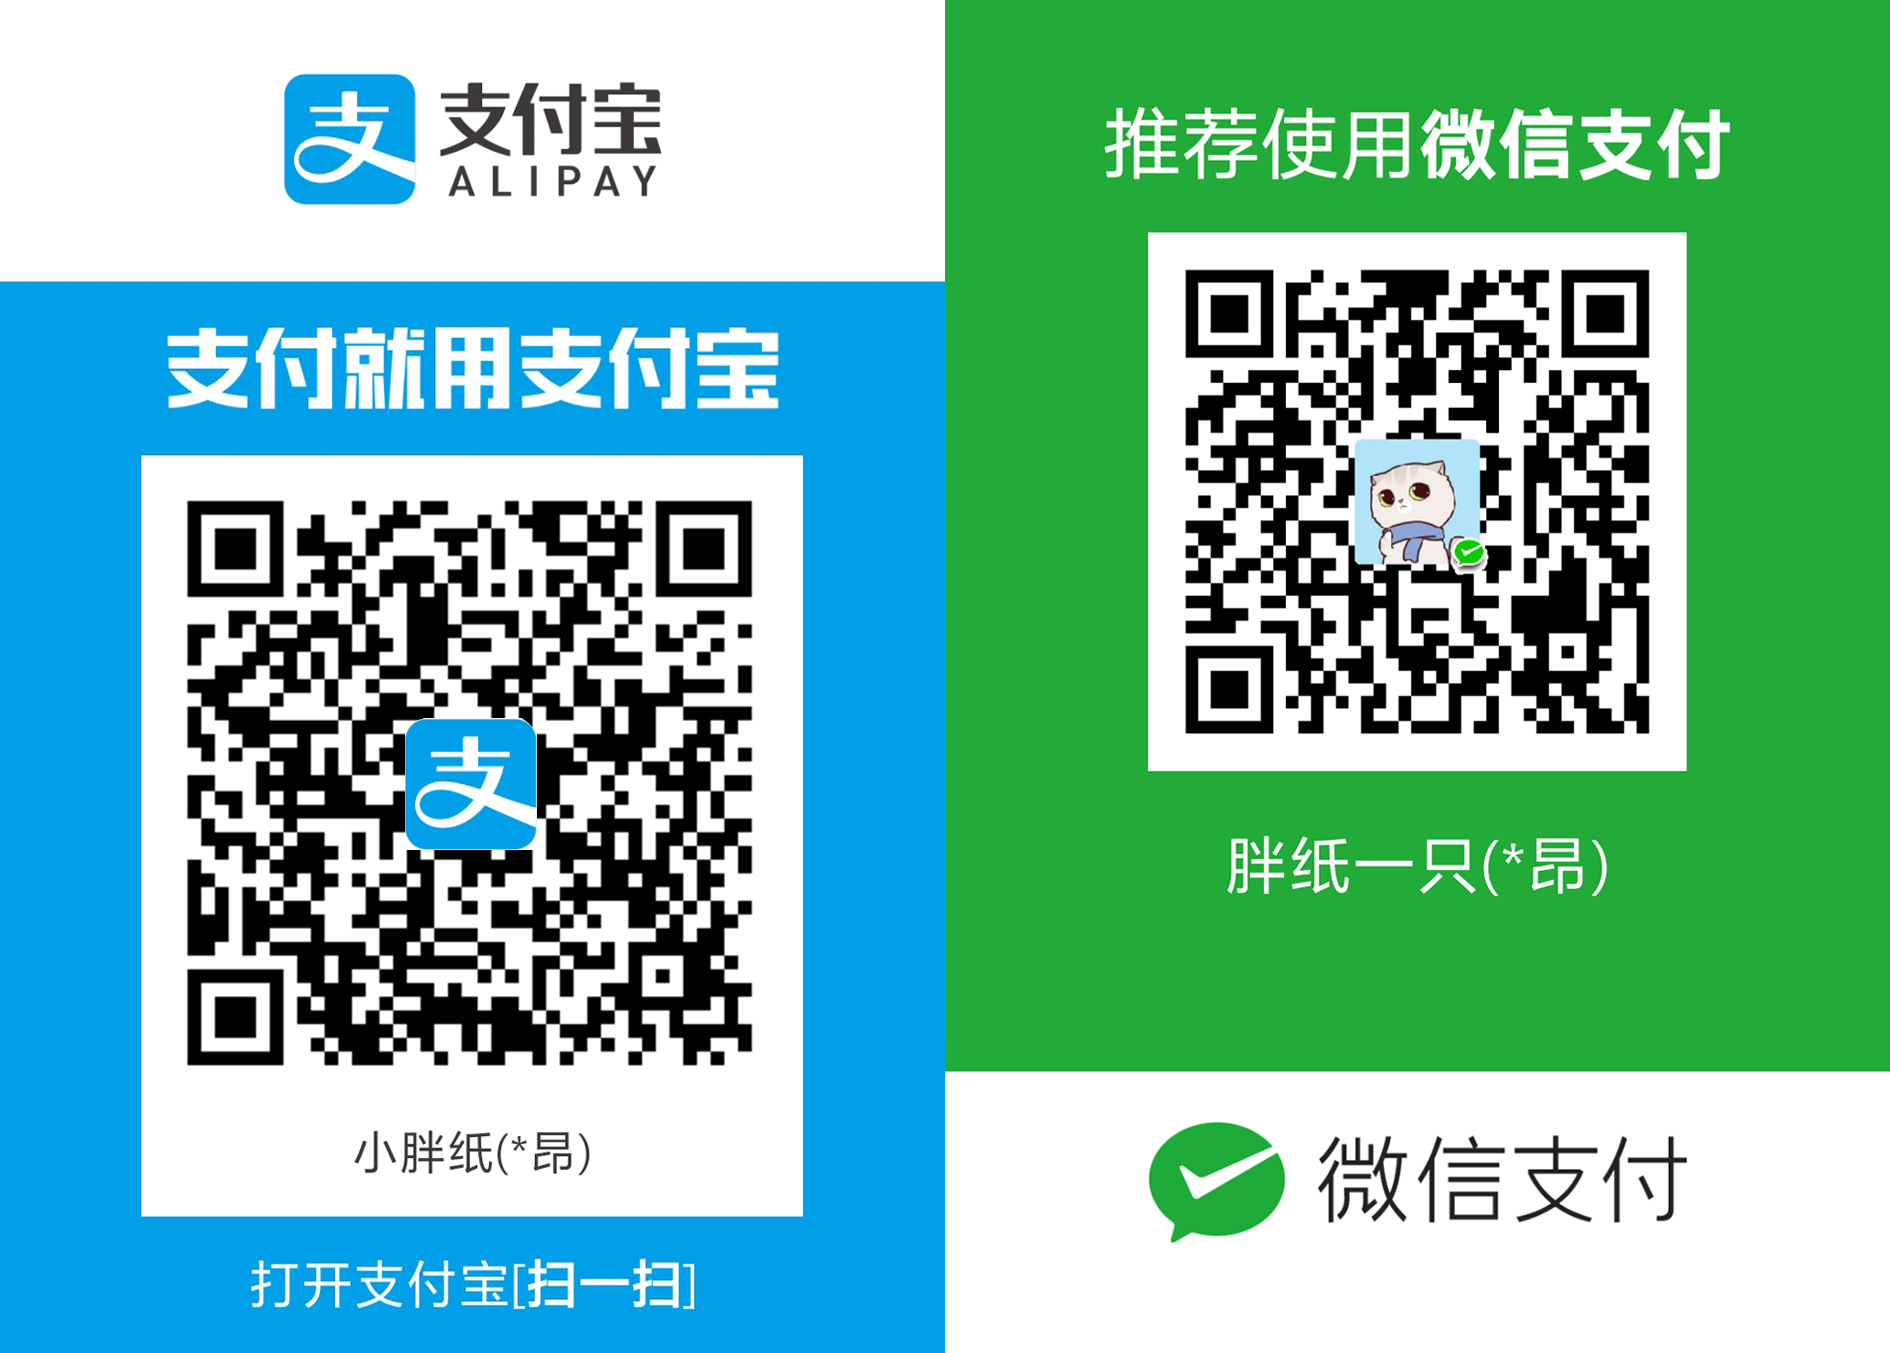 支付宝
ALIPAY
支付就用支付宝
小胖纸(*昂)
打开支付宝[扫一扫]
推荐使用微信支付
胖纸一只(*昂)
微信支付